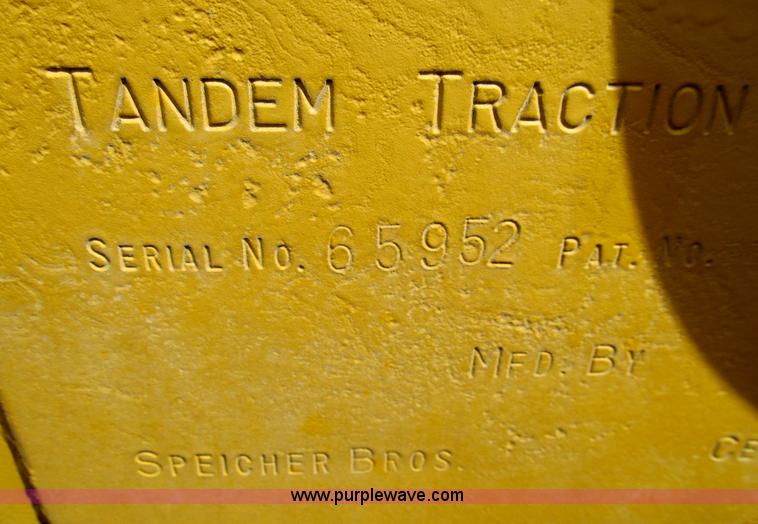 TANDEM TRACTION
SERIAL NO. 65952 PAT. NO.
MFD. BY
SPEICHER BROS.
www.purplewave.com